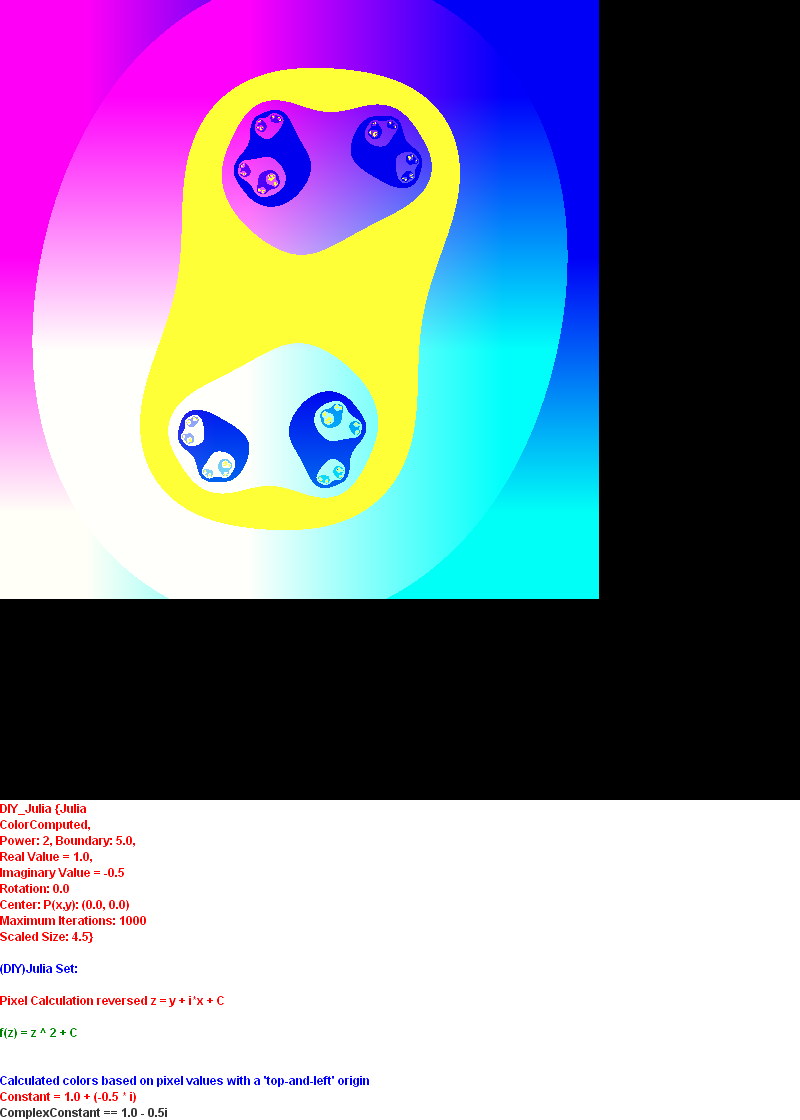 DIY_Julia {Julia
ColorComputed,
Power: 2, Boundary: 5.0,
Real Value = 1.0,
Imaginary Value = -0.5
Rotation: 0.0
Center: P(x,y): (0.0, 0.0)
Maximum Iterations: 1000
Scaled Size: 4.5}
(DIY)Julia Set:
Pixel Calculation reversed z = y + i*x + C
f(z) = z ^ 2 + C
Calculated colors based on pixel values with a 'top-and-left' origin
Constant = 1.0 + (-0.5 * i)
ComplexConstant == 1.0 - 0.5i